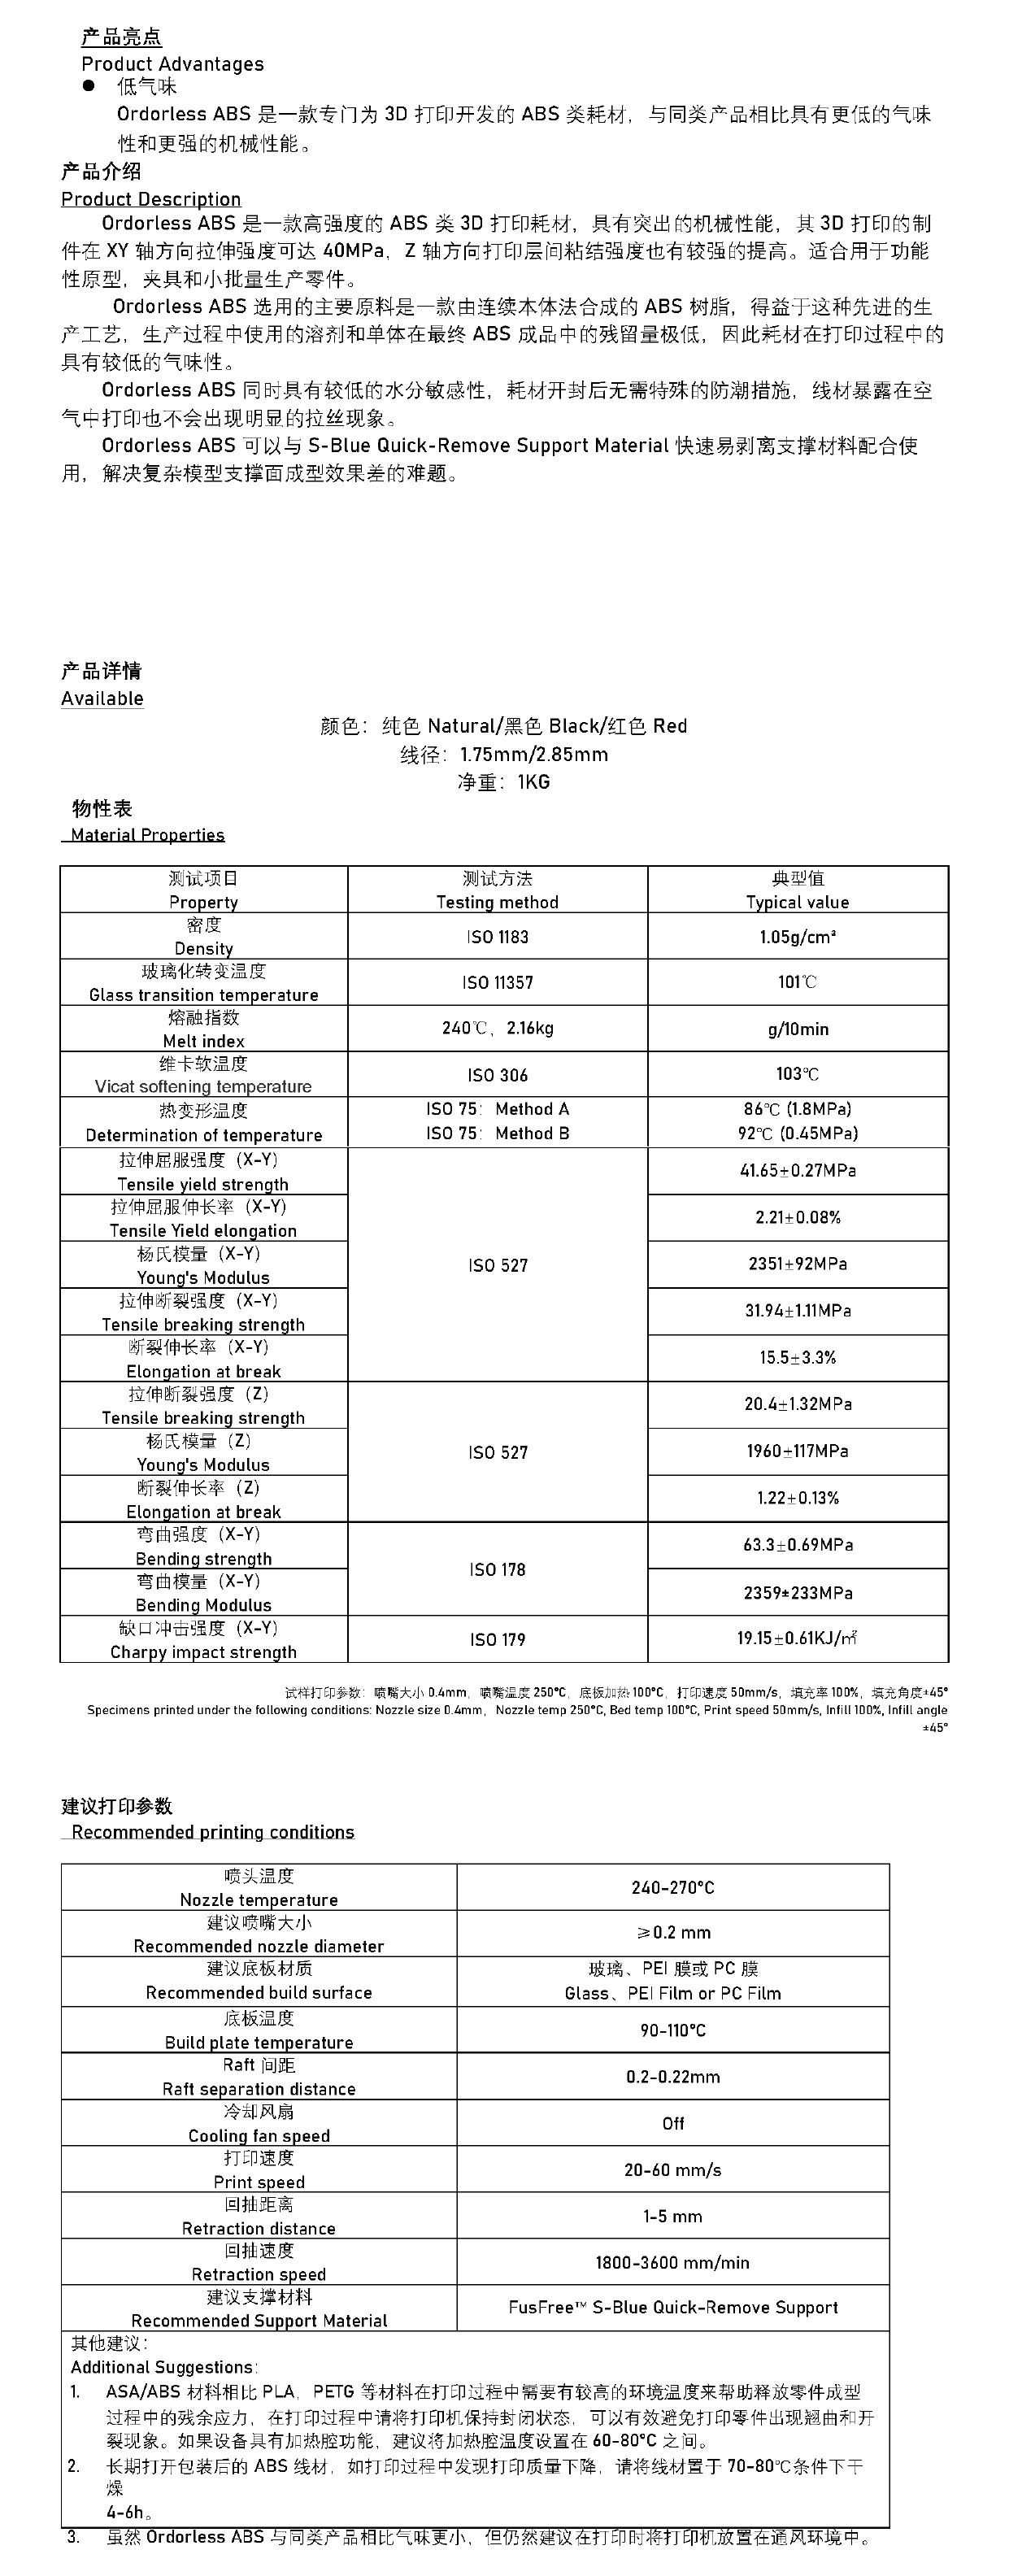 产品亮点
Product Advantages
● 低气味
Ordorless ABS 是一款专门为 3D 打印开发的 ABS 类耗材，与同类产品相比具有更低的气味
性和更强的机械性能。
产品介绍
Product Description
Ordorless ABS 是一款高强度的 ABS 类 3D 打印耗材，具有突出的机械性能，其 3D 打印的制
件在 XY 轴方向拉伸强度可达 40MPa，Z 轴方向打印层间粘结强度也有较强的提高。适合用于功能
性原型，夹具和小批量生产零件。
Ordorless ABS 选用的主要原料是一款由连续本体法合成的 ABS 树脂，得益于这种先进的生
产工艺，生产过程中使用的溶剂和单体在最终 ABS 成品中的残留量极低，因此耗材在打印过程中的
具有较低的气味性。
Ordorless ABS 同时具有较低的水分敏感性，耗材开封后无需特殊的防潮措施，线材暴露在空
气中打印也不会出现明显的拉丝现象。
Ordorless ABS 可以与 S-Blue Quick-Remove Support Material 快速易剥离支撑材料配合使
用，解决复杂模型支撑面成型效果差的难题。
产品详情
Available
颜色：纯色 Natural/黑色 Black/红色 Red
线径：1.75mm/2.85mm
净重：1KG
物性表
Material Properties
测试项目 测试方法 典型值
Property Testing method Typical value
密度
Density ISO 1183 1.05g/cm³
玻璃化转变温度
Glass transition temperature ISO 11357 101℃
熔融指数
Melt index 240℃，2.16kg g/10min
维卡软温度
Vicat softening temperature ISO 306 103℃
热变形温度 ISO 75：Method A 86℃ (1.8MPa)
Determination of temperature ISO 75：Method B 92℃ (0.45MPa)
拉伸屈服强度（X-Y）
Tensile yield strength 41.65±0.27MPa
拉伸屈服伸长率（X-Y）
Tensile Yield elongation 2.21±0.08%
杨氏模量（X-Y）
Young's Modulus ISO 527 2351±92MPa
拉伸断裂强度（X-Y）
Tensile breaking strength 31.94±1.11MPa
断裂伸长率（X-Y）
Elongation at break 15.5±3.3%
拉伸断裂强度（Z）
Tensile breaking strength 20.4±1.32MPa
杨氏模量（Z）
Young's Modulus ISO 527 1960±117MPa
断裂伸长率（Z）
Elongation at break 1.22±0.13%
弯曲强度（X-Y）
Bending strength ISO 178 63.3±0.69MPa
弯曲模量（X-Y）
Bending Modulus 2359±233MPa
缺口冲击强度（X-Y）
Charpy impact strength ISO 179 19.15±0.61KJ/㎡
试样打印参数：喷嘴大小 0.4mm，喷嘴温度 250°C，底板加热 100°C，打印速度 50mm/s，填充率 100%，填充角度±45°
Specimens printed under the following conditions: Nozzle size 0.4mm，Nozzle temp 250°C, Bed temp 100°C, Print speed 50mm/s, Infill 100%, Infill angle
±45°
建议打印参数
Recommended printing conditions
喷头温度
Nozzle temperature 240-270°C
建议喷嘴大小
Recommended nozzle diameter ≥0.2 mm
建议底板材质 玻璃、PEI 膜或 PC 膜
Recommended build surface Glass、PEI Film or PC Film
底板温度
Build plate temperature 90-110°C
Raft 间距
Raft separation distance 0.2-0.22mm
冷却风扇
Cooling fan speed Off
打印速度
Print speed 20-60 mm/s
回抽距离
Retraction distance 1-5 mm
回抽速度
Retraction speed 1800-3600 mm/min
建议支撑材料
Recommended Support Material FusFree™ S-Blue Quick-Remove Support
其他建议：
Additional Suggestions：
1. ASA/ABS 材料相比 PLA，PETG 等材料在打印过程中需要有较高的环境温度来帮助释放零件成型
过程中的残余应力，在打印过程中请将打印机保持封闭状态，可以有效避免打印零件出现翘曲和开
裂现象。如果设备具有加热腔功能，建议将加热腔温度设置在 60-80°C 之间。
2. 长期打开包装后的 ABS 线材，如打印过程中发现打印质量下降，请将线材置于 70-80℃条件下干
燥
4-6h。
3. 虽然 Ordorless ABS 与同类产品相比气味更小，但仍然建议在打印时将打印机放置在通风环境中。